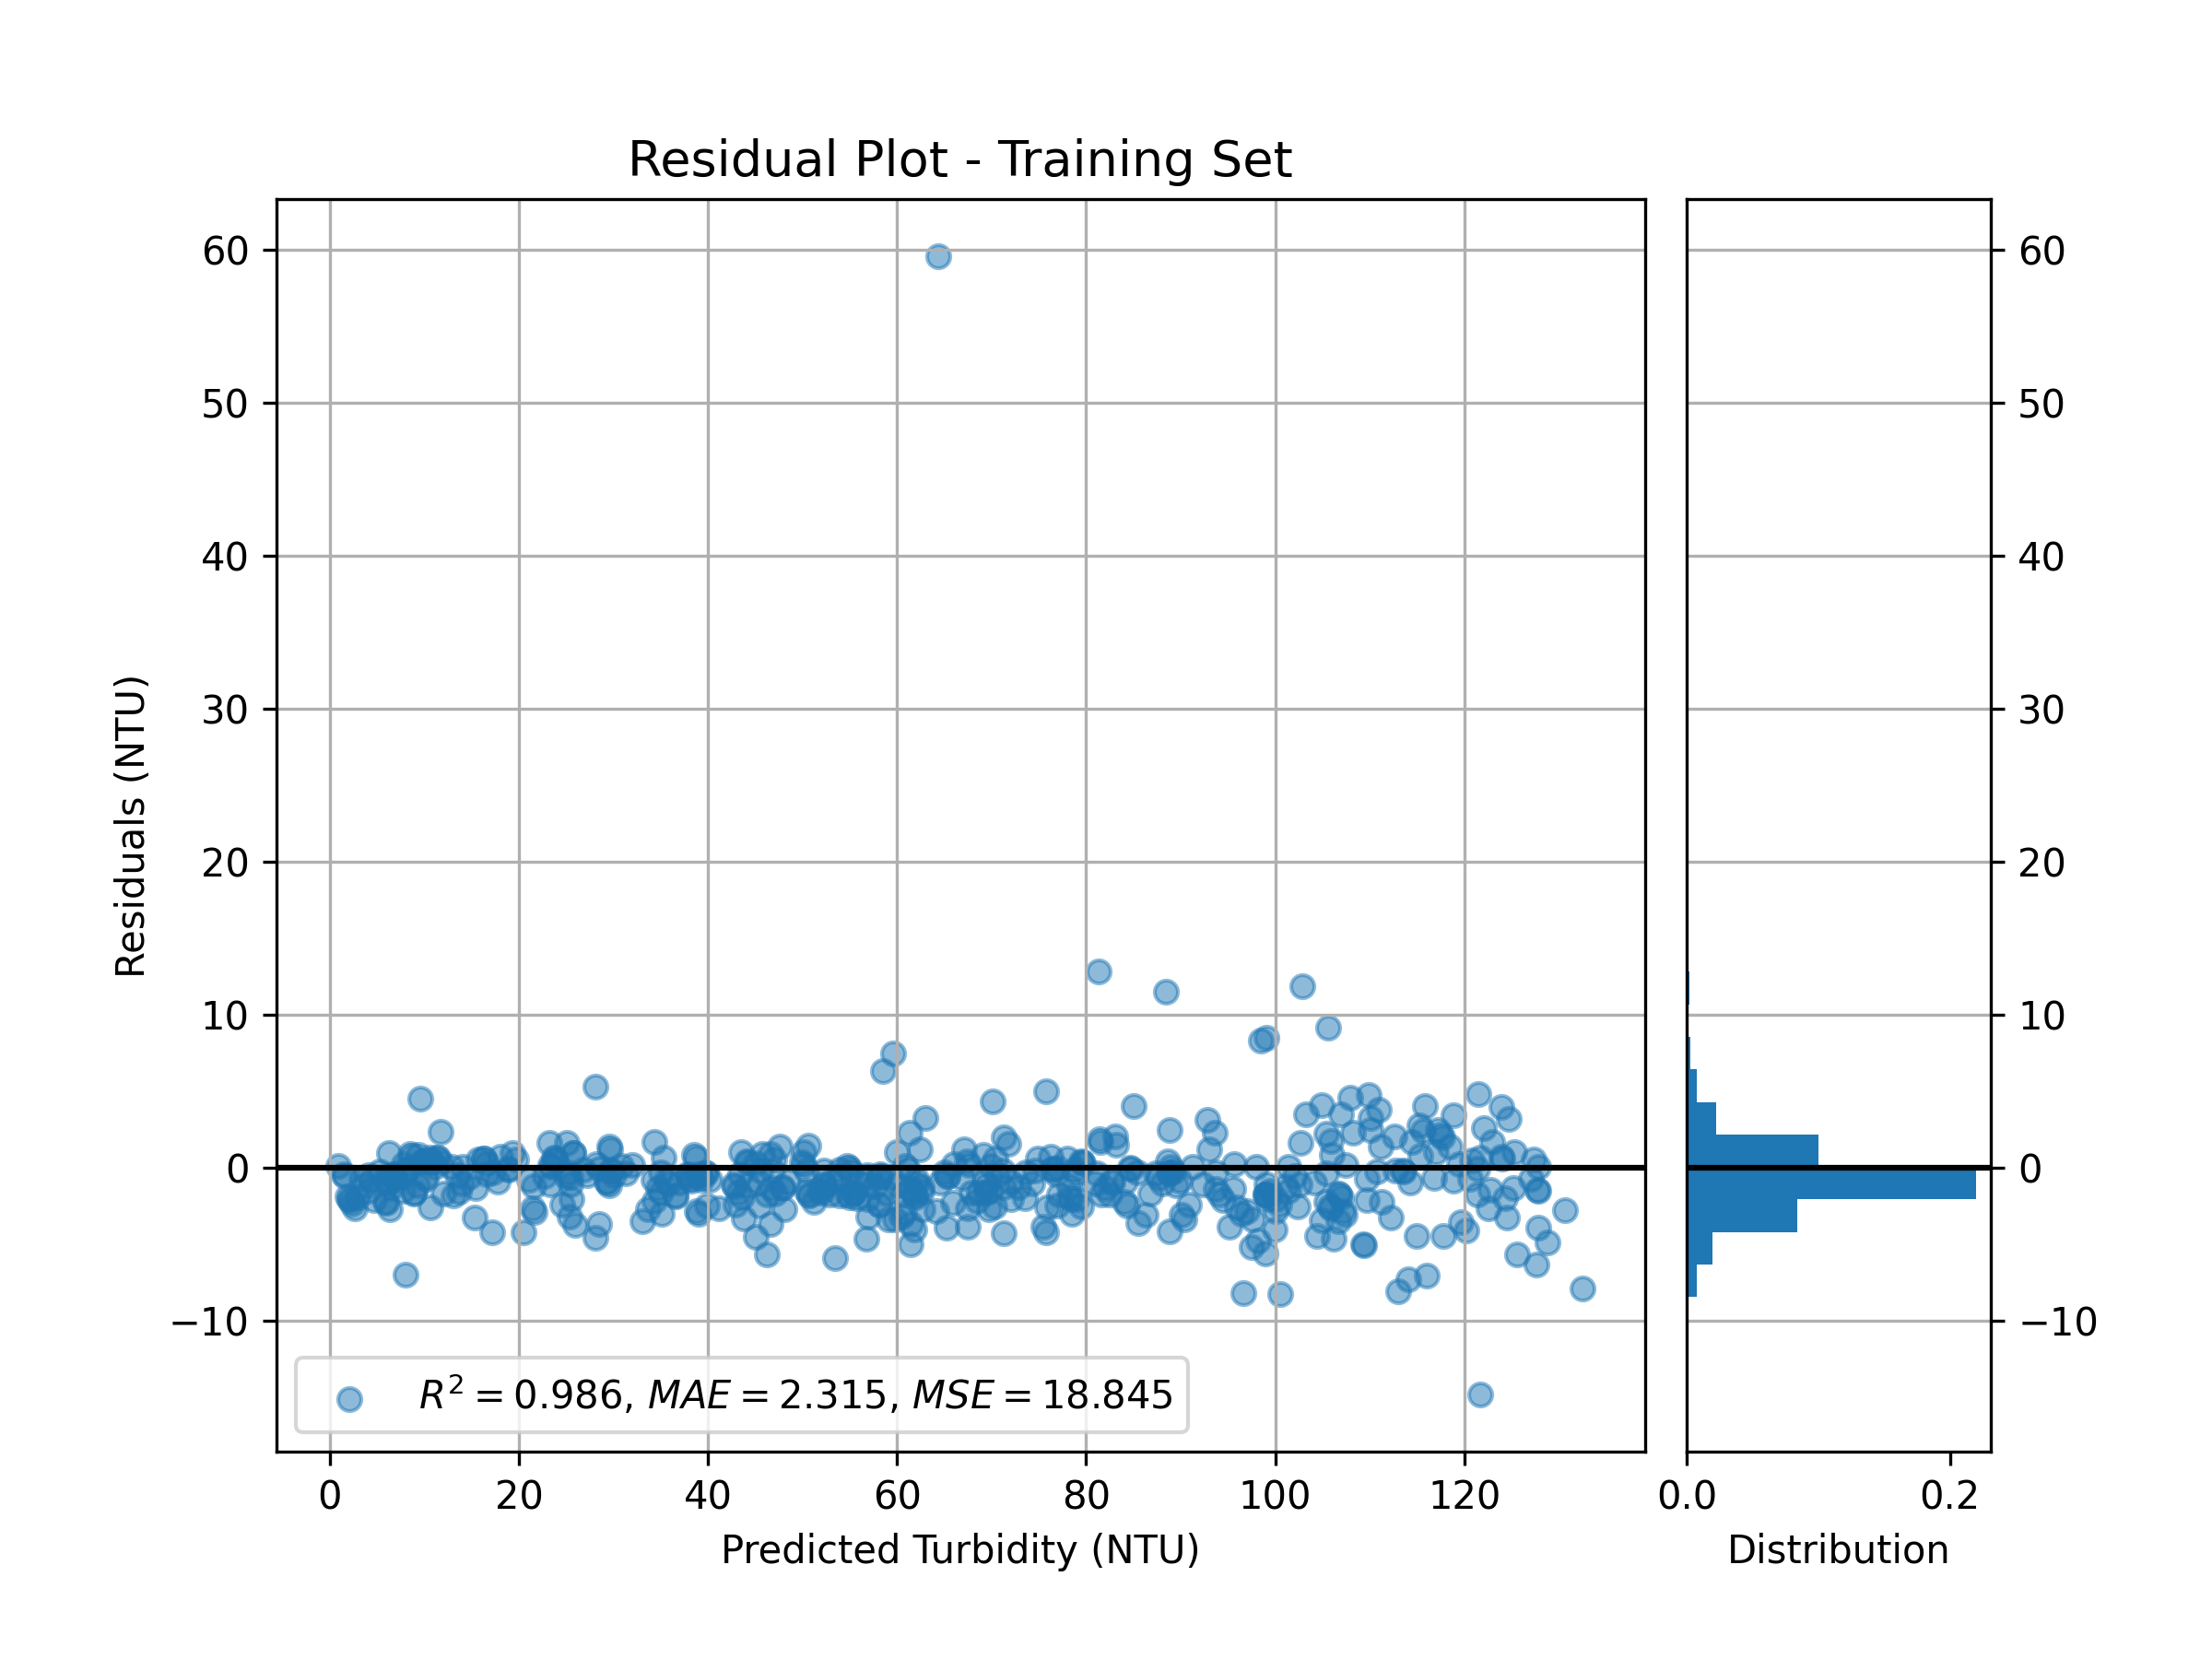 Residual Plot - Training Set
Residuals (NTU)
60
50
40
30
20
10
0
−10
R² = 0.986, MAE = 2.315, MSE = 18.845
0 20 40 60 80 100 120
Predicted Turbidity (NTU)
60
50
40
30
20
10
0
−10
0.0 0.2
Distribution